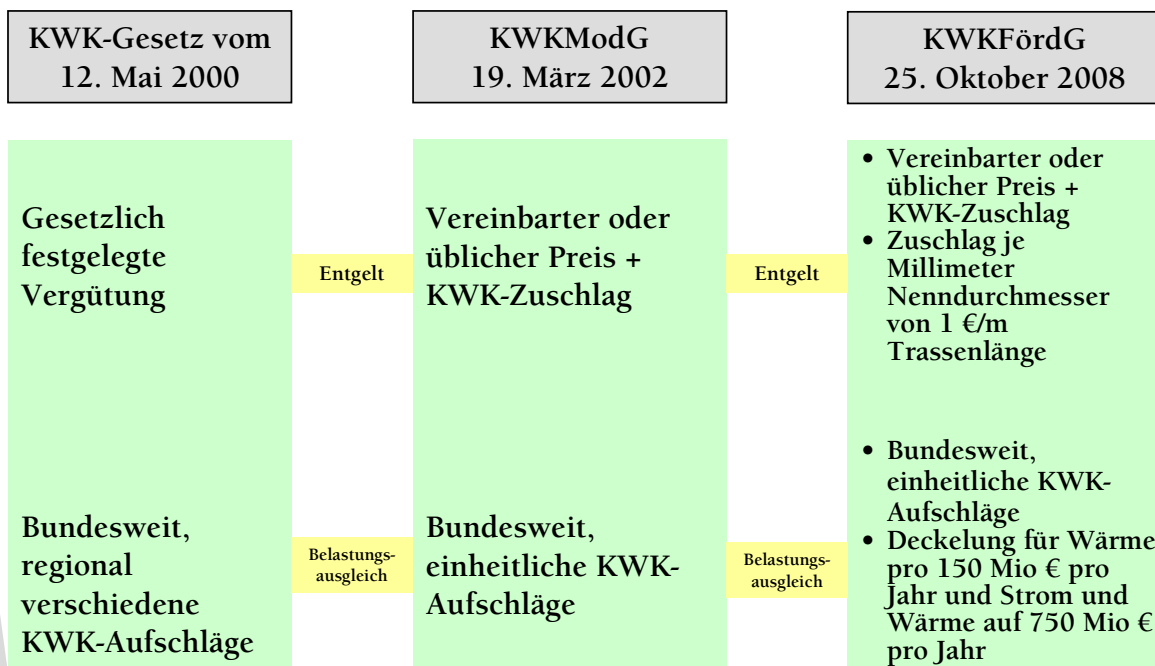 KWK-Gesetz vom
12. Mai 2000
KWKModG
19. März 2002
KWKFördG
25. Oktober 2008
Gesetzlich
festgelegte
Vergütung
Entgelt
Vereinbarter oder
üblicher Preis +
KWK-Zuschlag
Entgelt
• Vereinbarter oder
üblicher Preis +
KWK-Zuschlag
• Zuschlag je
Millimeter
Nenndurchmesser
von 1 €/m
Trassenlänge
Bundesweit,
regional
verschiedene
KWK-Aufschläge
Belastungs-
ausgleich
Bundesweit,
einheitliche KWK-
Aufschläge
Belastungs-
ausgleich
• Bundesweit,
einheitliche KWK-
Aufschläge
• Deckelung für Wärme
pro 150 Mio € pro
Jahr und Strom und
Wärme auf 750 Mio €
pro Jahr